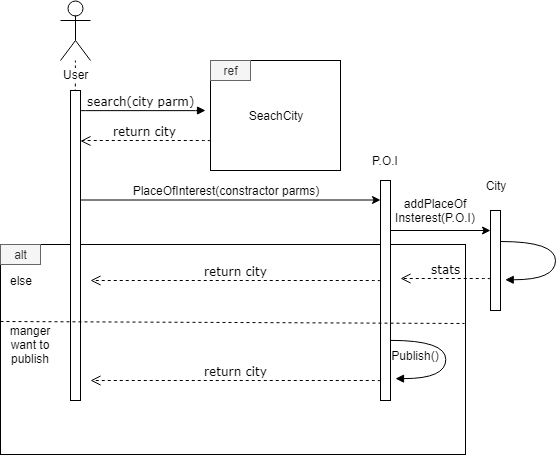 User
ref
search(city parm)
SeachCity
return city
P.O.I
PlaceOfInterest(constractor parms)
City
addPlaceOf
Insterest(P.O.I)
alt
else
return city
stats
manger
want to
publish
Publish()
return city